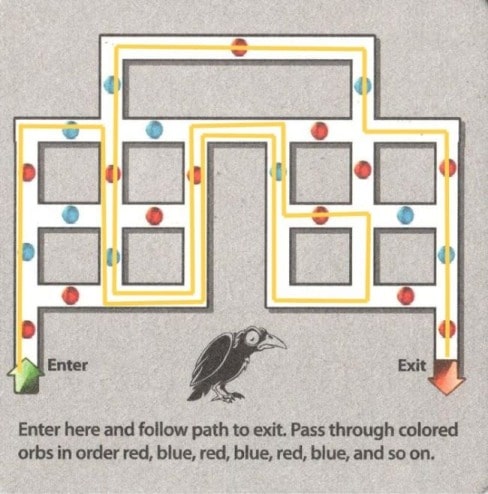 Enter
Exit
Enter here and follow path to exit. Pass through colored
orbs in order red, blue, red, blue, red, blue, and so on.